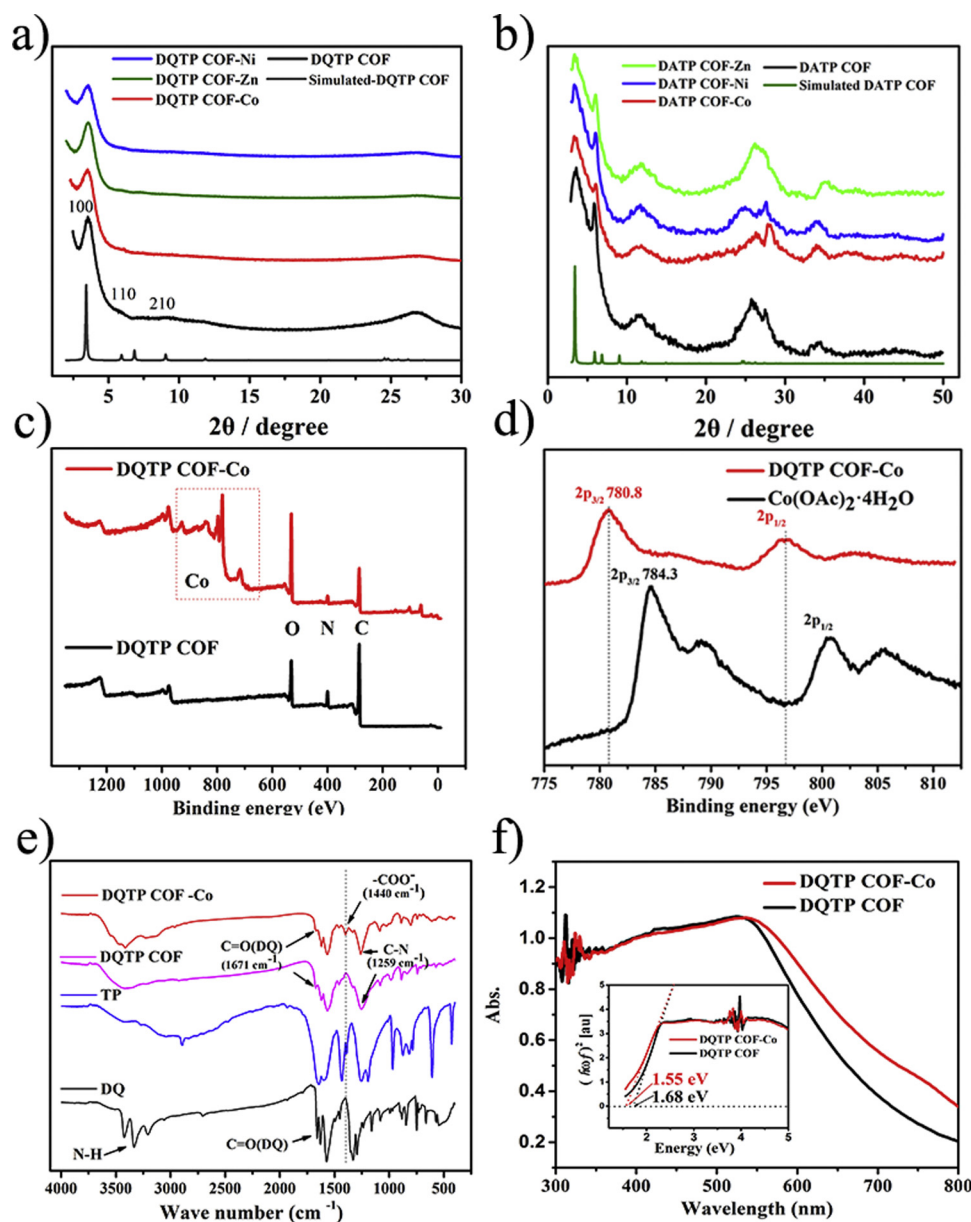 a)
DQTP COF-Ni
DQTP COF-Zn
DQTP COF-Co
DQTP COF
Simulated-DQTP COF
100
110
210
5 10 15 20 25 30
2θ / degree
b)
DATP COF-Zn
DATP COF-Ni
DATP COF-Co
DATP COF
Simulated DATP COF
0 10 20 30 40 50
2θ / degree
c)
DQTP COF-Co
Co
O N C
DQTP COF
1200 1000 800 600 400 200 0
Binding energy (eV)
d)
DQTP COF-Co
Co(OAc)2·4H2O
2p3/2 780.8
2p1/2
2p3/2 784.3
2p1/2
775 780 785 790 795 800 805 810
Binding energy (eV)
e)
DQTP COF -Co
-COO-
(1440 cm-1)
C=O(DQ)
(1671 cm-1)
C-N
(1259 cm-1)
DQTP COF
TP
DQ
N-H
C=O(DQ)
4000 3500 3000 2500 2000 1500 1000 500
Wave number (cm-1)
f)
DQTP COF-Co
DQTP COF
Abs.
1.2
1.0
0.8
0.6
0.4
0.2
300 400 500 600 700 800
Wavelength (nm)
(ħωf)2 [au]
5
4
3
2
1
0
DQTP COF-Co
DQTP COF
1.55 eV
1.68 eV
2 3 4 5
Energy (eV)